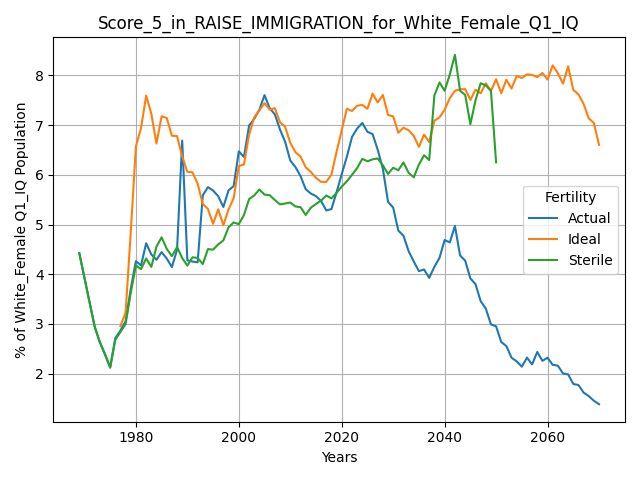 Score_5_in_RAISE_IMMIGRATION_for_White_Female_Q1_IQ
% of White_Female Q1_IQ Population
8
7
6
5
4
3
2
Fertility
Actual
Ideal
Sterile
1980 2000 2020 2040 2060
Years